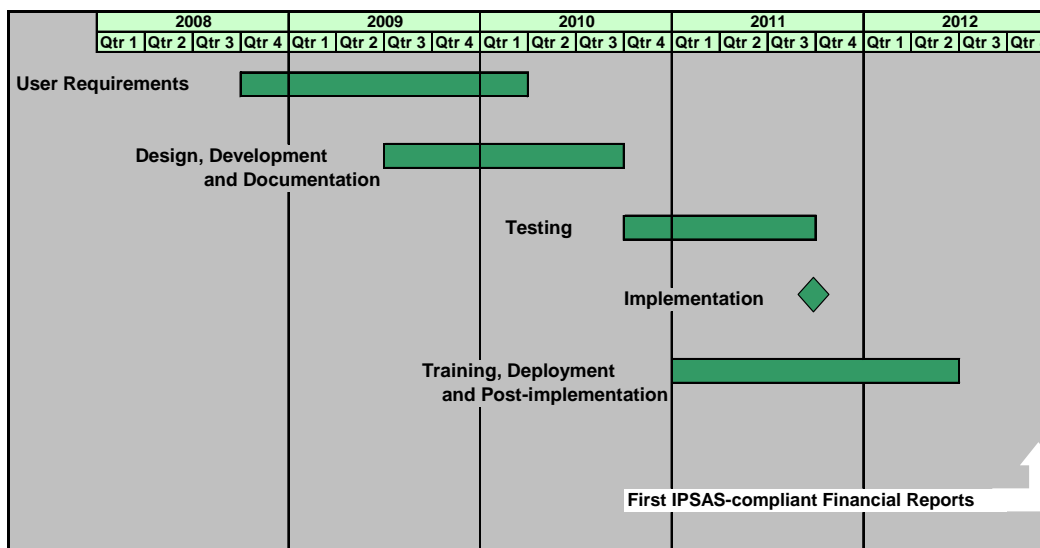 2008 2009 2010 2011 2012
Qtr 1 Qtr 2 Qtr 3 Qtr 4 Qtr 1 Qtr 2 Qtr 3 Qtr 4 Qtr 1 Qtr 2 Qtr 3 Qtr 4 Qtr 1 Qtr 2 Qtr 3 Qtr 4 Qtr 1 Qtr 2 Qtr 3 Qtr
User Requirements
Design, Development
and Documentation
Testing
Implementation
Training, Deployment
and Post-implementation
First IPSAS-compliant Financial Reports